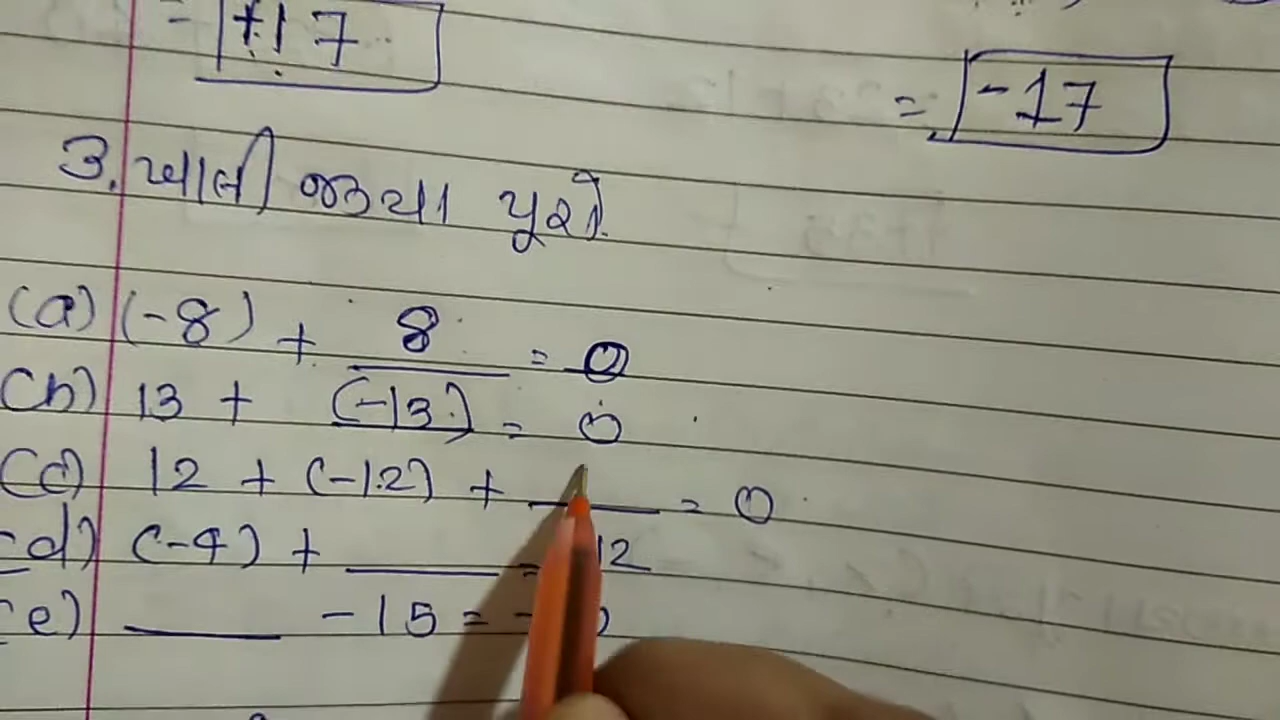 = +17
= -17
3. ખાલી જગ્યા પુરો.
(a) (-8) + 8 = 0
(b) 13 + (-13) = 0
(c) 12 + (-12) + ___ = 0
(d) (-4) + ___ = 12
(e) ___ - 15 = -